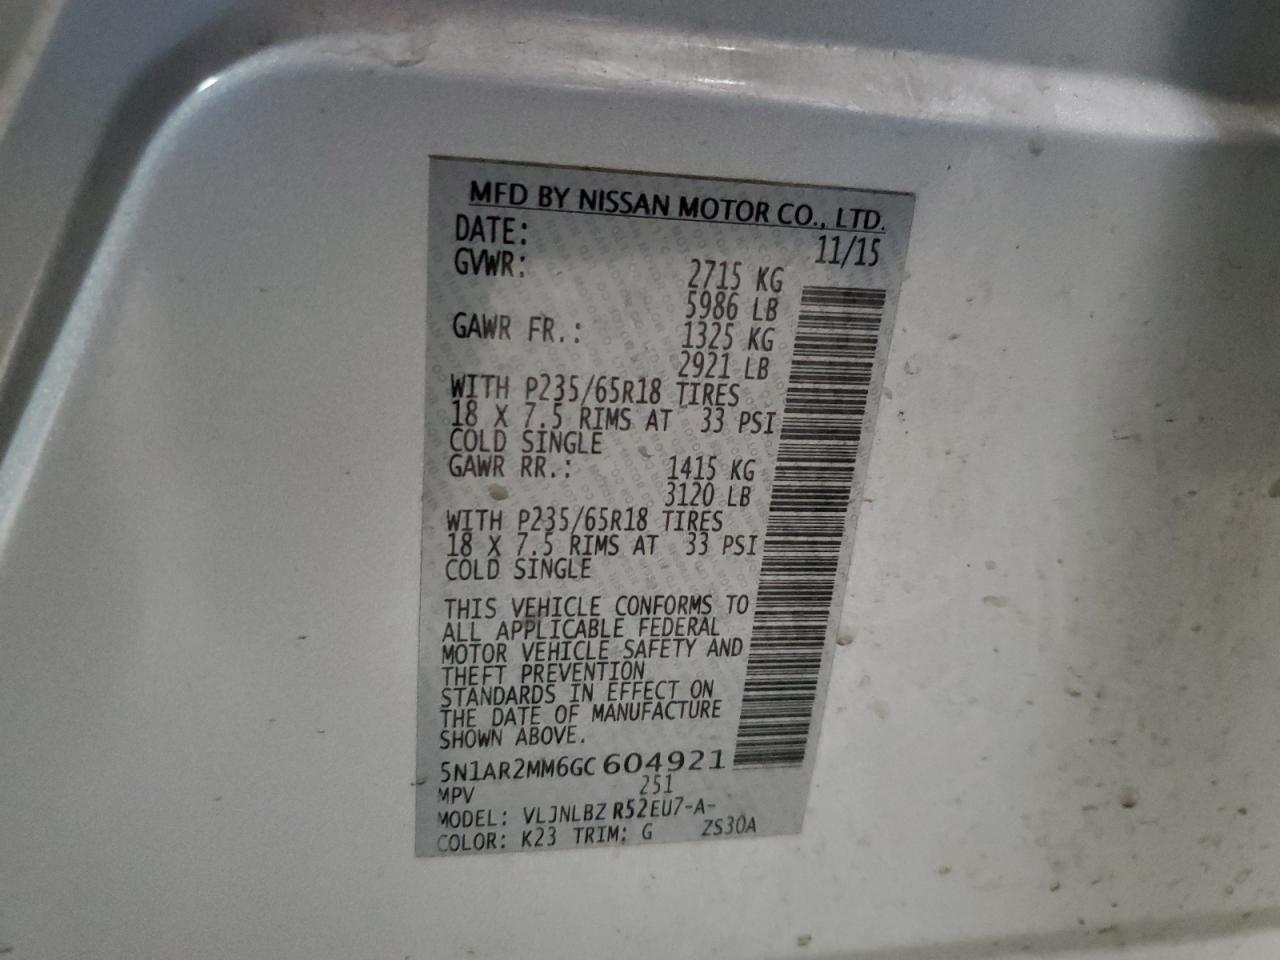 MFD BY NISSAN MOTOR CO., LTD.
DATE: 11/15
GVWR: 2715 KG
5986 LB
GAWR FR.: 1325 KG
2921 LB
WITH P235/65R18 TIRES
18 X 7.5 RIMS AT 33 PSI
COLD SINGLE
GAWR RR.: 1415 KG
3120 LB
WITH P235/65R18 TIRES
18 X 7.5 RIMS AT 33 PSI
COLD SINGLE
THIS VEHICLE CONFORMS TO
ALL APPLICABLE FEDERAL
MOTOR VEHICLE SAFETY AND
THEFT PREVENTION
STANDARDS IN EFFECT ON
THE DATE OF MANUFACTURE
SHOWN ABOVE.
5N1AR2MM6GC 604921
MPV 251
MODEL: VLJNLBZ R52EU7-A-
COLOR: K23 TRIM: G ZS30A